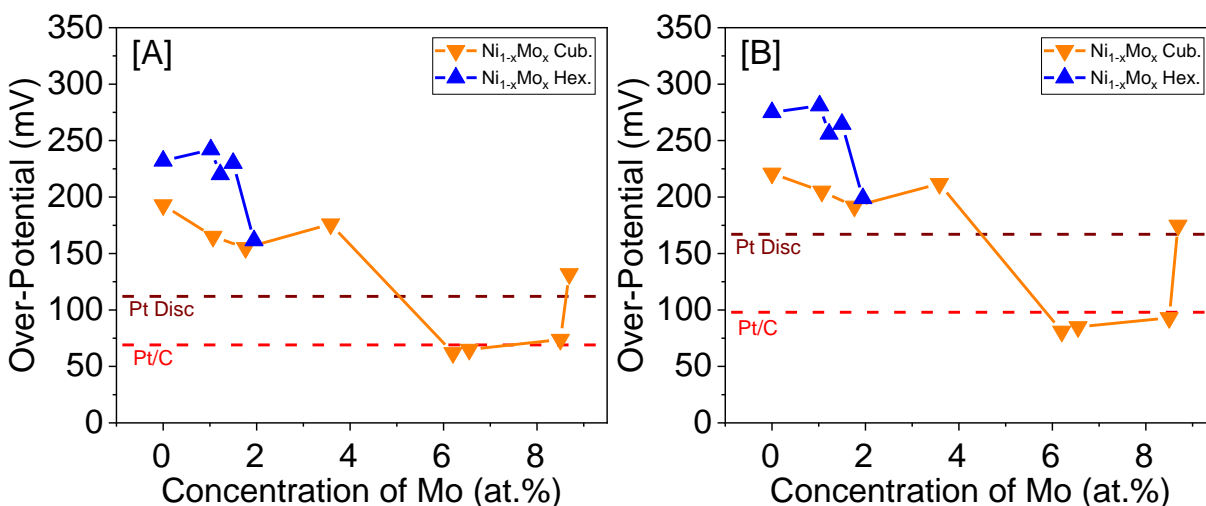 [A]
Ni1-xMox Cub.
Ni1-xMox Hex.
350
300
250
200
150
100
50
0
Over-Potential (mV)
Pt Disc
Pt/C
0 2 4 6 8
Concentration of Mo (at.%)
[B]
Ni1-xMox Cub.
Ni1-xMox Hex.
350
300
250
200
150
100
50
0
Over-Potential (mV)
Pt Disc
Pt/C
0 2 4 6 8
Concentration of Mo (at.%)